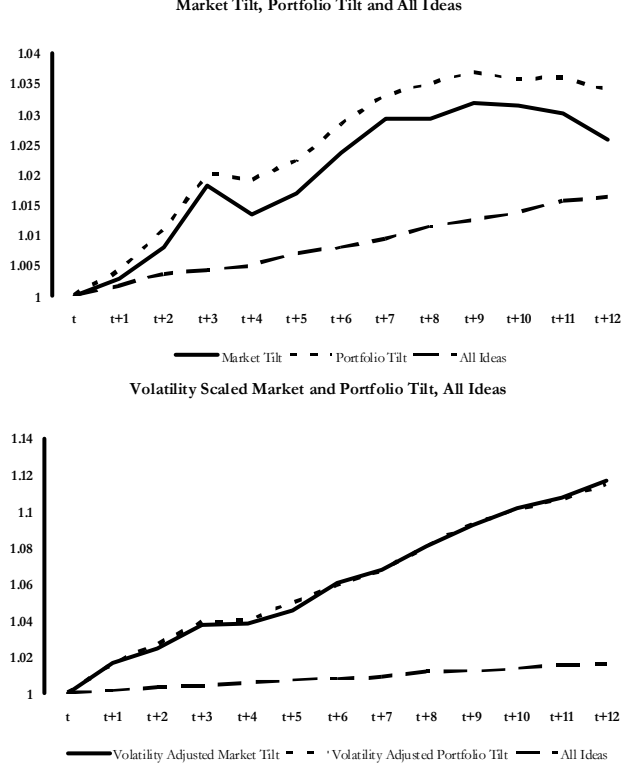 Market Tilt, Portfolio Tilt and All Ideas
1.04
1.035
1.03
1.025
1.02
1.015
1.01
1.005
1
t t+1 t+2 t+3 t+4 t+5 t+6 t+7 t+8 t+9 t+10 t+11 t+12
Market Tilt Portfolio Tilt All Ideas
Volatility Scaled Market and Portfolio Tilt, All Ideas
1.14
1.12
1.1
1.08
1.06
1.04
1.02
1
t t+1 t+2 t+3 t+4 t+5 t+6 t+7 t+8 t+9 t+10 t+11 t+12
Volatility Adjusted Market Tilt Volatility Adjusted Portfolio Tilt All Ideas